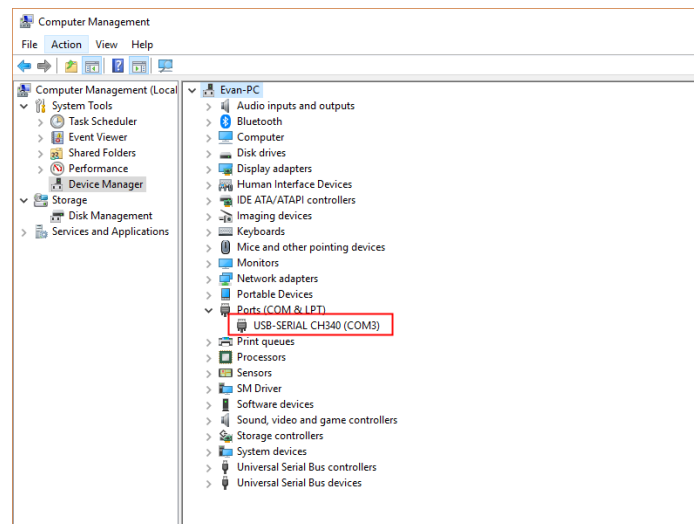 Computer Management
File Action View Help
Computer Management (Local
System Tools
Task Scheduler
Event Viewer
Shared Folders
Performance
Device Manager
Storage
Disk Management
Services and Applications
Evan-PC
Audio inputs and outputs
Bluetooth
Computer
Disk drives
Display adapters
Human Interface Devices
IDE ATA/ATAPI controllers
Imaging devices
Keyboards
Mice and other pointing devices
Monitors
Network adapters
Portable Devices
Ports (COM & LPT)
USB-SERIAL CH340 (COM3)
Print queues
Processors
Sensors
SM Driver
Software devices
Sound, video and game controllers
Storage controllers
System devices
Universal Serial Bus controllers
Universal Serial Bus devices